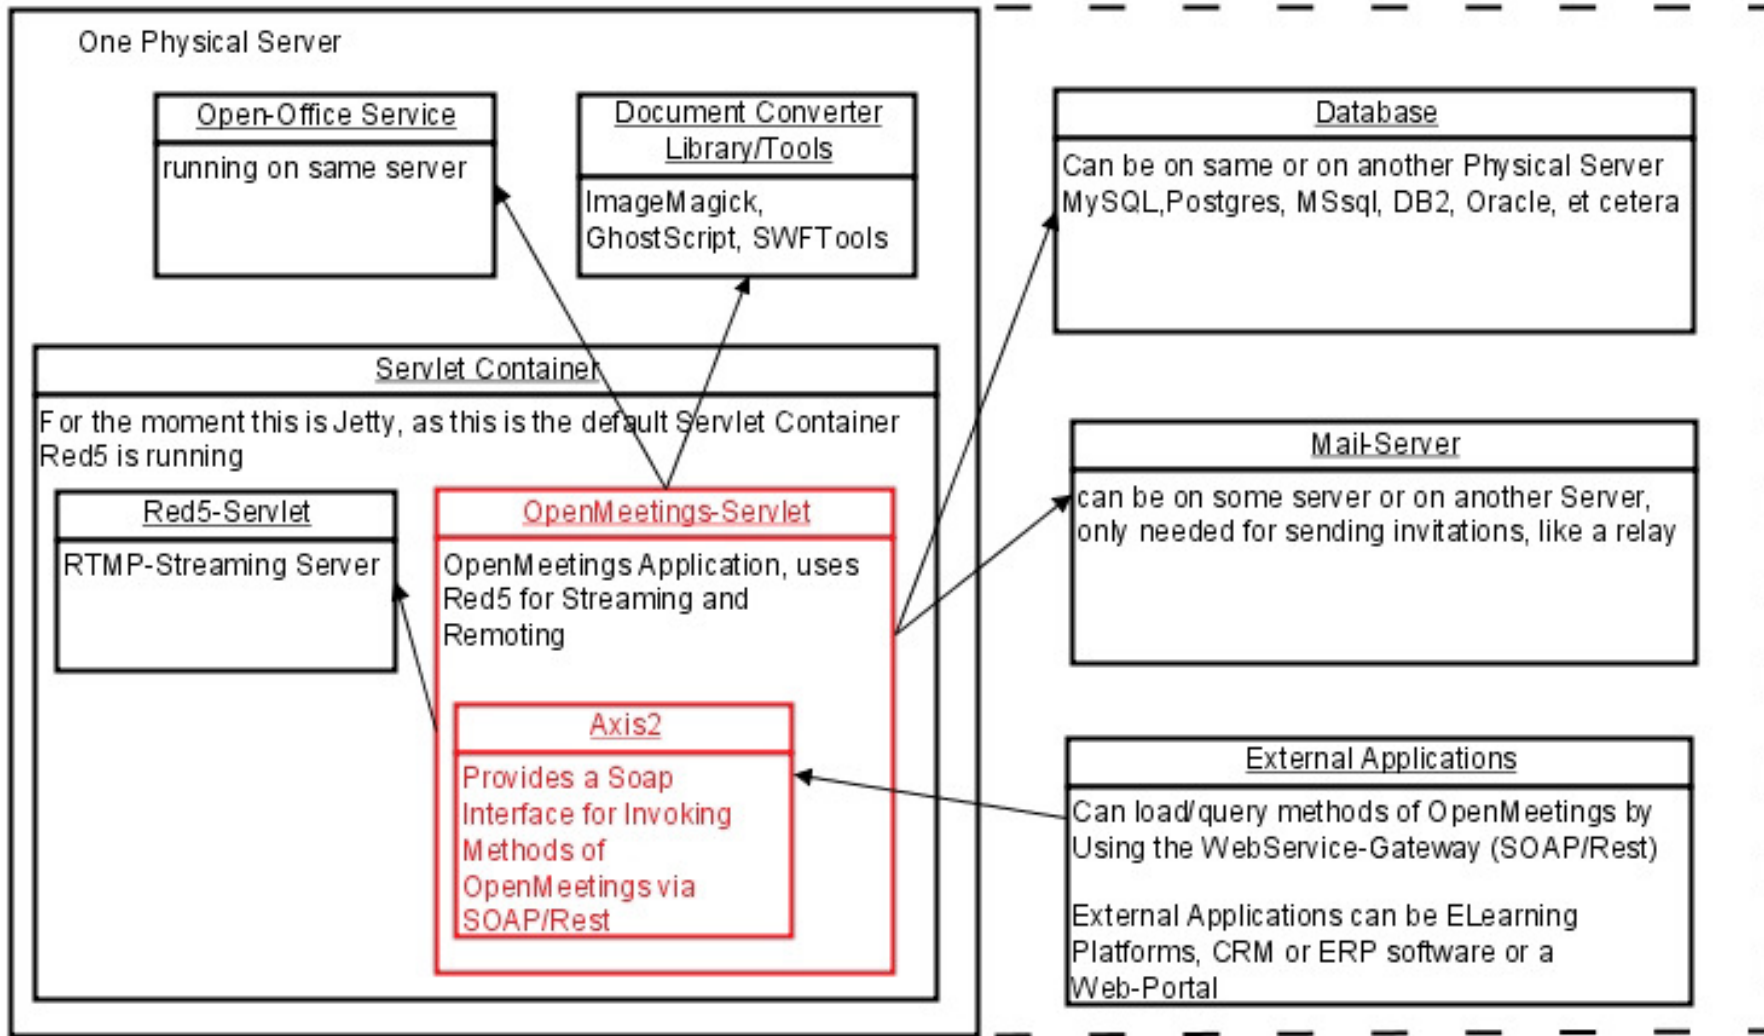 One Physical Server
Open-Office Service
running on same server
Document Converter
Library/Tools
ImageMagick,
GhostScript, SWFTools
Database
Can be on same or on another Physical Server
MySQL,Postgres, MSsql, DB2, Oracle, et cetera
Servlet Container
For the moment this is Jetty, as this is the default Servlet Container
Red5 is running
Red5-Servlet
RTMP-Streaming Server
OpenMeetings-Servlet
OpenMeetings Application, uses
Red5 for Streaming and
Remoting
Axis2
Provides a Soap
Interface for Invoking
Methods of
OpenMeetings via
SOAP/Rest
Mail-Server
can be on some server or on another Server,
only needed for sending invitations, like a relay
External Applications
Can load/query methods of OpenMeetings by
Using the WebService-Gateway (SOAP/Rest)
External Applications can be ELearning
Platforms, CRM or ERP software or a
Web-Portal